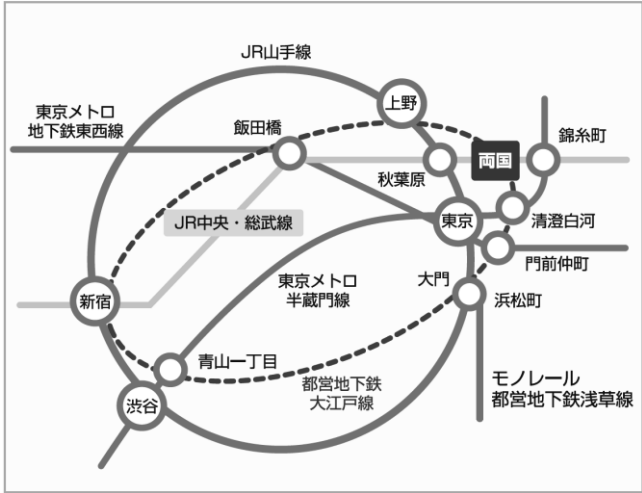 JR山手線
上野
東京メトロ
地下鉄東西線
飯田橋
錦糸町
両国
秋葉原
東京
清澄白河
JR中央・総武線
門前仲町
東京メトロ
半蔵門線
大門
新宿
浜松町
青山一丁目
都営地下鉄
大江戸線
モノレール
都営地下鉄浅草線
渋谷